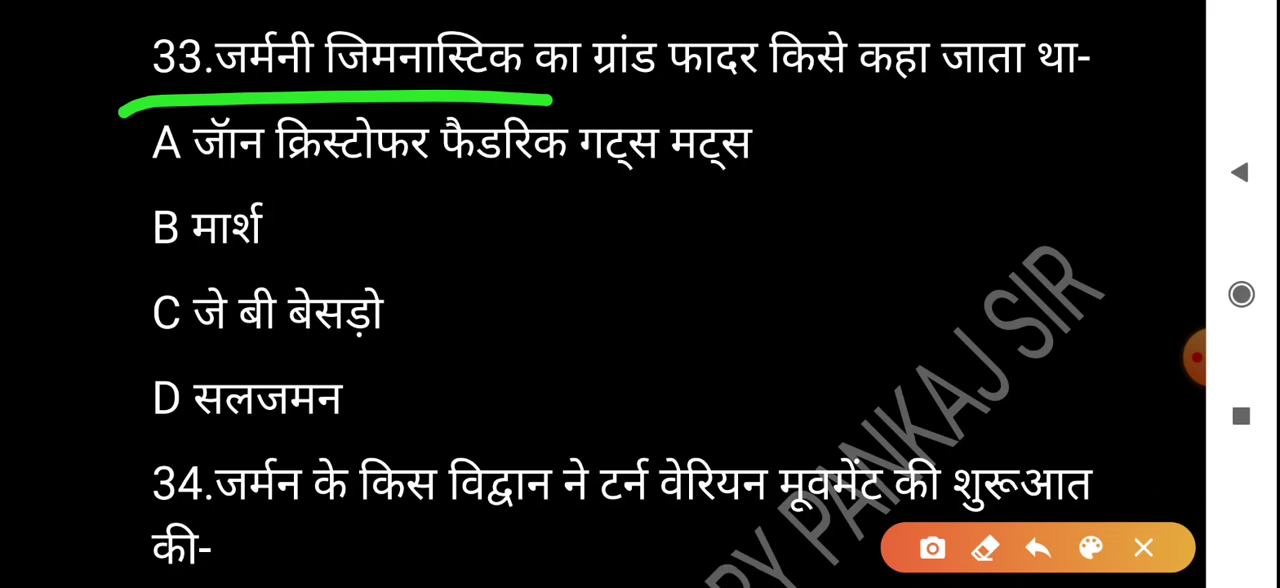 33.जर्मनी जिमनास्टिक का ग्रांड फादर किसे कहा जाता था-
A जॉन क्रिस्टोफर फैडरिक गट्स मट्स
B मार्श
C जे बी बेसड़ो
D सलजमन
34.जर्मन के किस विद्वान ने टर्न वेरियन मूवमेंट की शुरूआत
की-
BY PANKAJ SIR